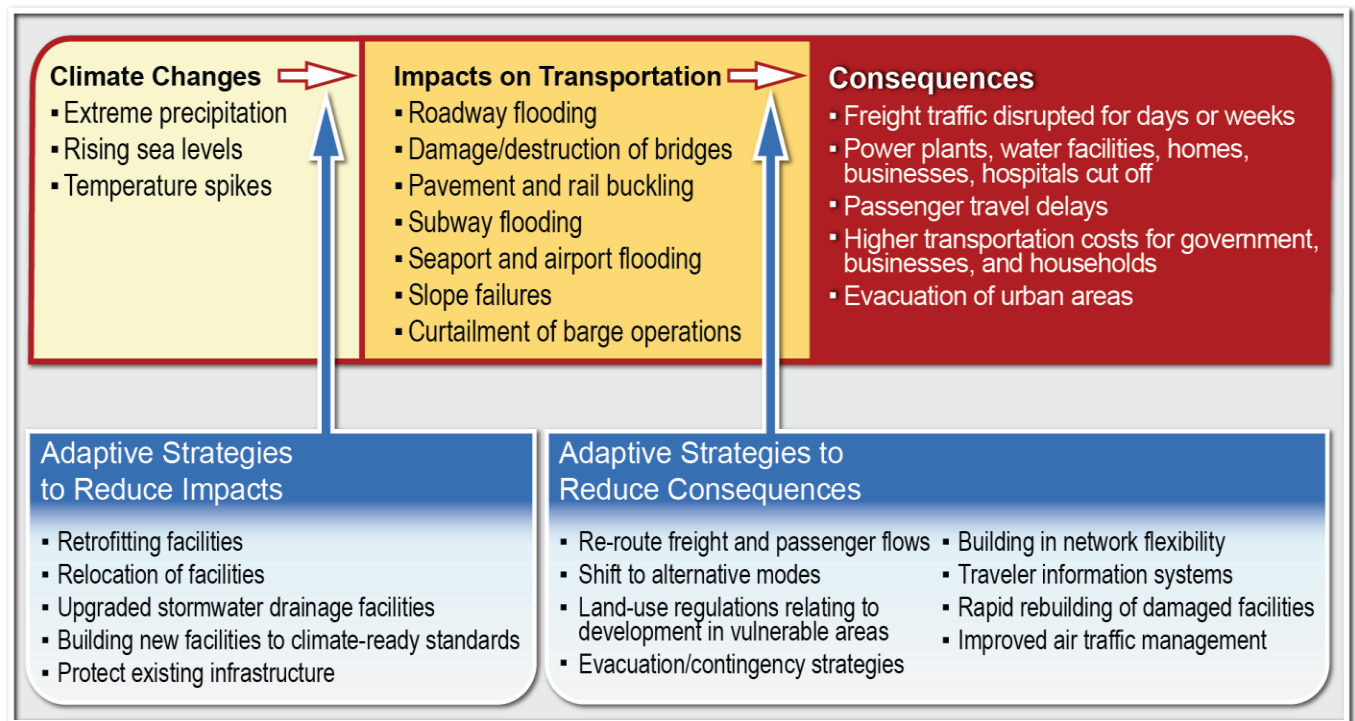 Climate Changes
▪ Extreme precipitation
▪ Rising sea levels
▪ Temperature spikes
Impacts on Transportation
▪ Roadway flooding
▪ Damage/destruction of bridges
▪ Pavement and rail buckling
▪ Subway flooding
▪ Seaport and airport flooding
▪ Slope failures
▪ Curtailment of barge operations
Consequences
▪ Freight traffic disrupted for days or weeks
▪ Power plants, water facilities, homes,
businesses, hospitals cut off
▪ Passenger travel delays
▪ Higher transportation costs for government,
businesses, and households
▪ Evacuation of urban areas
Adaptive Strategies
to Reduce Impacts
▪ Retrofitting facilities
▪ Relocation of facilities
▪ Upgraded stormwater drainage facilities
▪ Building new facilities to climate-ready standards
▪ Protect existing infrastructure
Adaptive Strategies to
Reduce Consequences
▪ Re-route freight and passenger flows
▪ Shift to alternative modes
▪ Land-use regulations relating to
development in vulnerable areas
▪ Evacuation/contingency strategies
▪ Building in network flexibility
▪ Traveler information systems
▪ Rapid rebuilding of damaged facilities
▪ Improved air traffic management